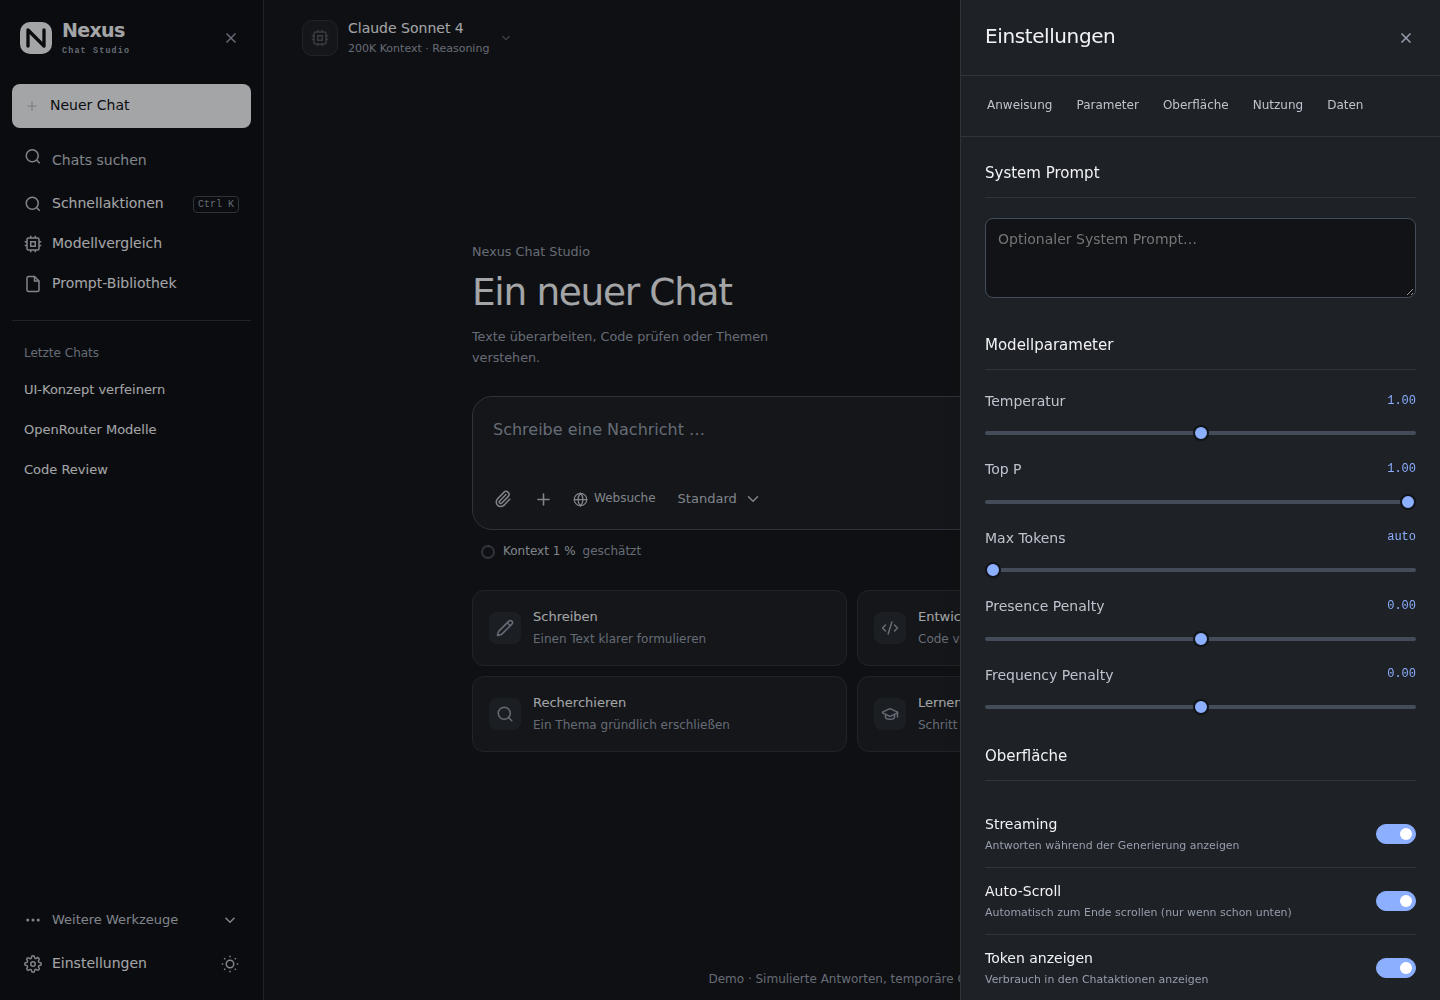 Nexus
Chat Studio
Neuer Chat
Chats suchen
Schnellaktionen
Ctrl K
Modellvergleich
Prompt-Bibliothek
Letzte Chats
UI-Konzept verfeinern
OpenRouter Modelle
Code Review
Weitere Werkzeuge
Einstellungen
Claude Sonnet 4
200K Kontext · Reasoning
Nexus Chat Studio
Ein neuer Chat
Texte überarbeiten, Code prüfen oder Themen
verstehen.
Schreibe eine Nachricht ...
Websuche
Standard
Kontext 1 % geschätzt
Schreiben
Einen Text klarer formulieren
Entwic
Code v
Recherchieren
Ein Thema gründlich erschließen
Lerner
Schritt
Demo · Simulierte Antworten, temporäre
Einstellungen
Anweisung
Parameter
Oberfläche
Nutzung
Daten
System Prompt
Optionaler System Prompt...
Modellparameter
Temperatur
1.00
Top P
1.00
Max Tokens
auto
Presence Penalty
0.00
Frequency Penalty
0.00
Oberfläche
Streaming
Antworten während der Generierung anzeigen
Auto-Scroll
Automatisch zum Ende scrollen (nur wenn schon unten)
Token anzeigen
Verbrauch in den Chataktionen anzeigen